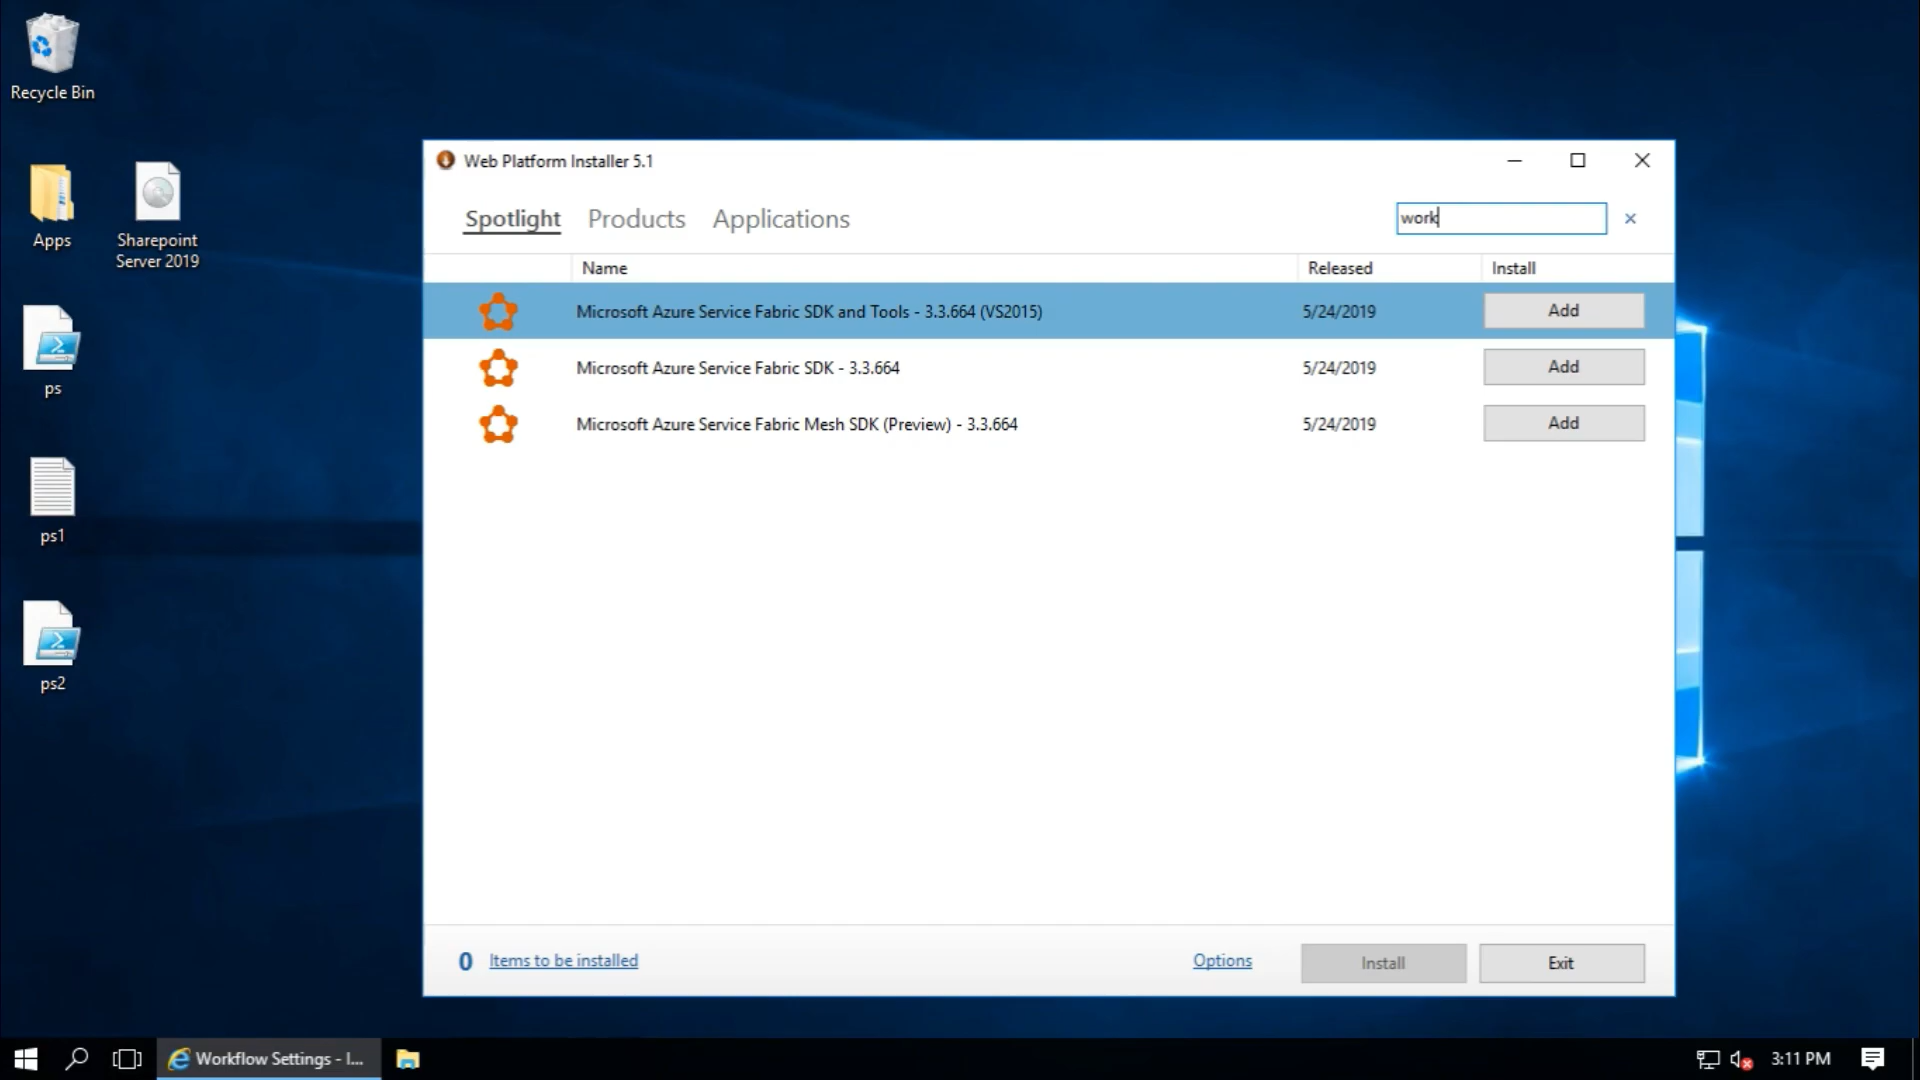 Recycle Bin
Apps
Sharepoint
Server 2019
ps
ps1
ps2
Web Platform Installer 5.1
Spotlight Products Applications
work
Name Released Install
Microsoft Azure Service Fabric SDK and Tools - 3.3.664 (VS2015) 5/24/2019 Add
Microsoft Azure Service Fabric SDK - 3.3.664 5/24/2019 Add
Microsoft Azure Service Fabric Mesh SDK (Preview) - 3.3.664 5/24/2019 Add
0 Items to be installed Options Install Exit
Workflow Settings - I... 3:11 PM